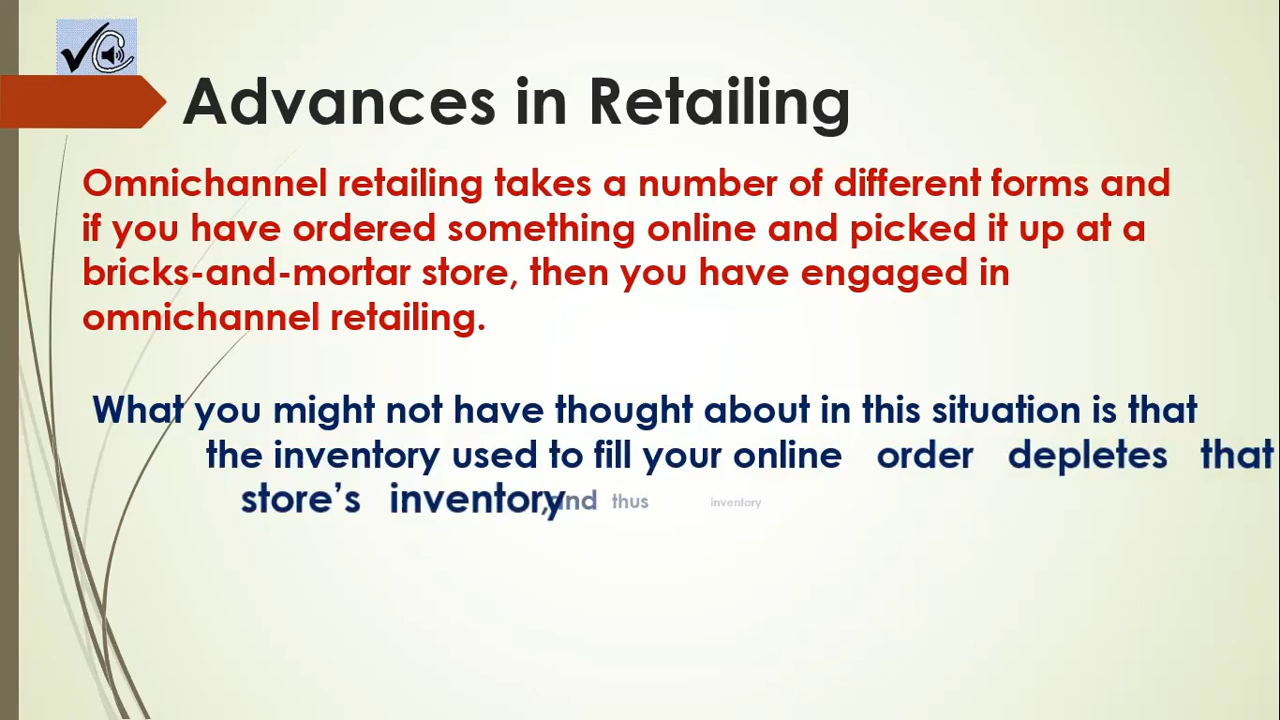 Advances in Retailing
Omnichannel retailing takes a number of different forms and
if you have ordered something online and picked it up at a
bricks-and-mortar store, then you have engaged in
omnichannel retailing.
What you might not have thought about in this situation is that
the inventory used to fill your online order depletes that
store’s inventory, and thus inventory